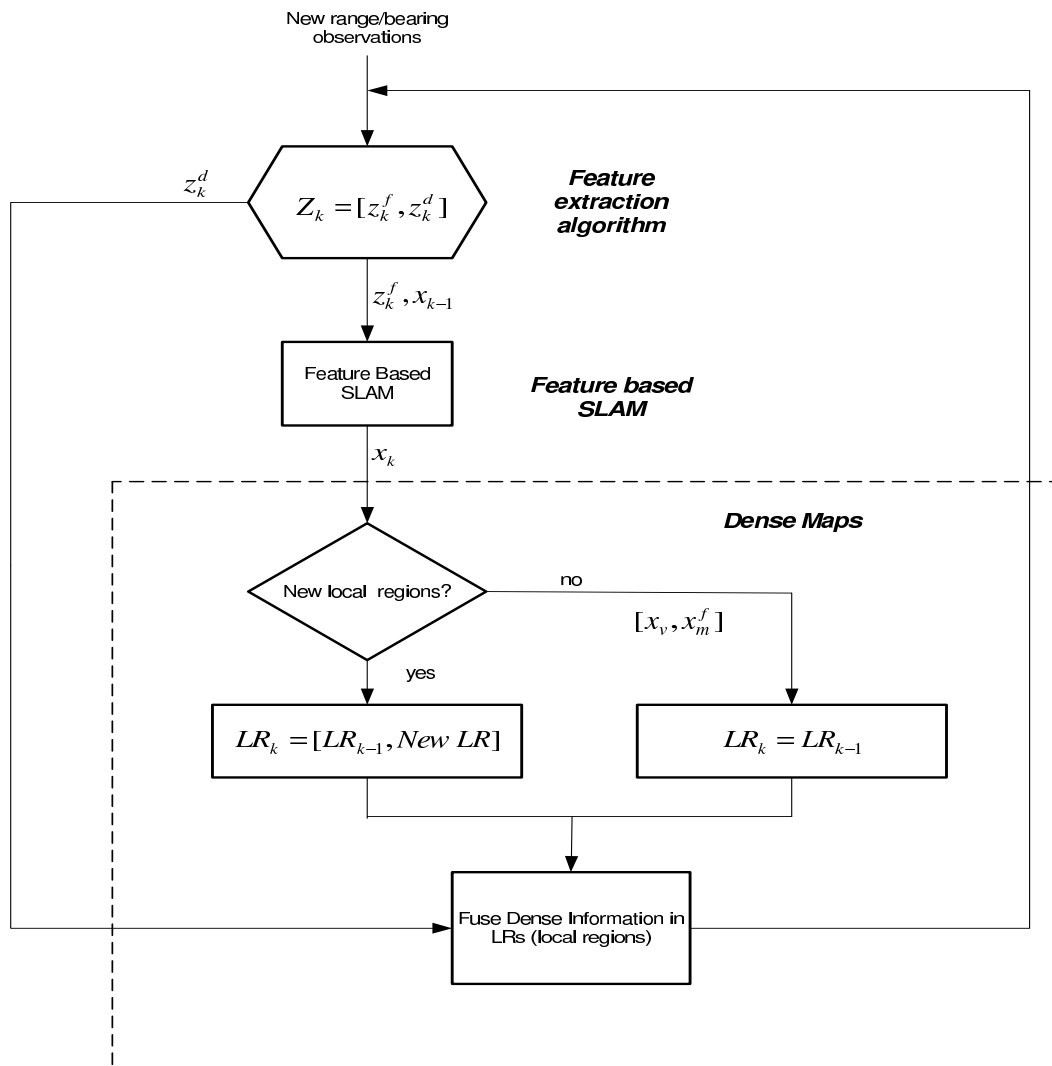 New range/bearing
observations
z_k^d
Z_k = [z_k^f, z_k^d]
Feature
extraction
algorithm
z_k^f, x_{k-1}
Feature Based
SLAM
Feature based
SLAM
x_k
Dense Maps
New local regions?
no
[x_v, x_m^f]
yes
LR_k = [LR_{k-1}, New LR]
LR_k = LR_{k-1}
Fuse Dense Information in
LRs (local regions)